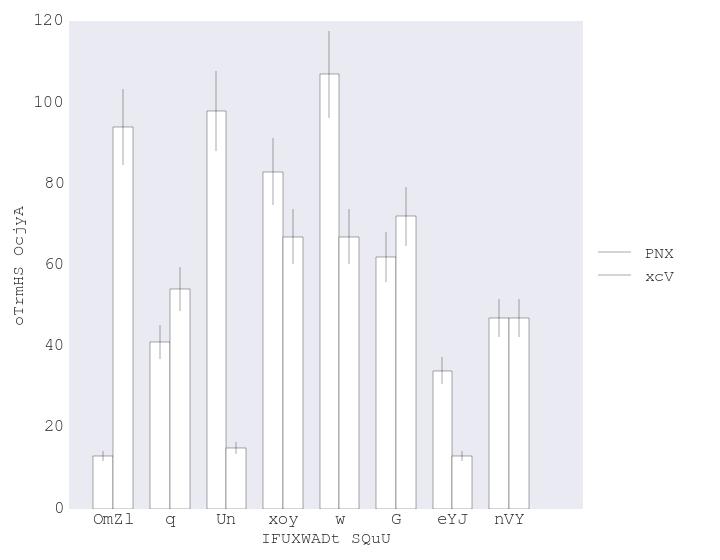 120
100
80
60
40
20
0
oTrmHS OcjyA
OmZl q Un xoy w G eYJ nVY
IFUXWADt SQuU
PNX
xcV